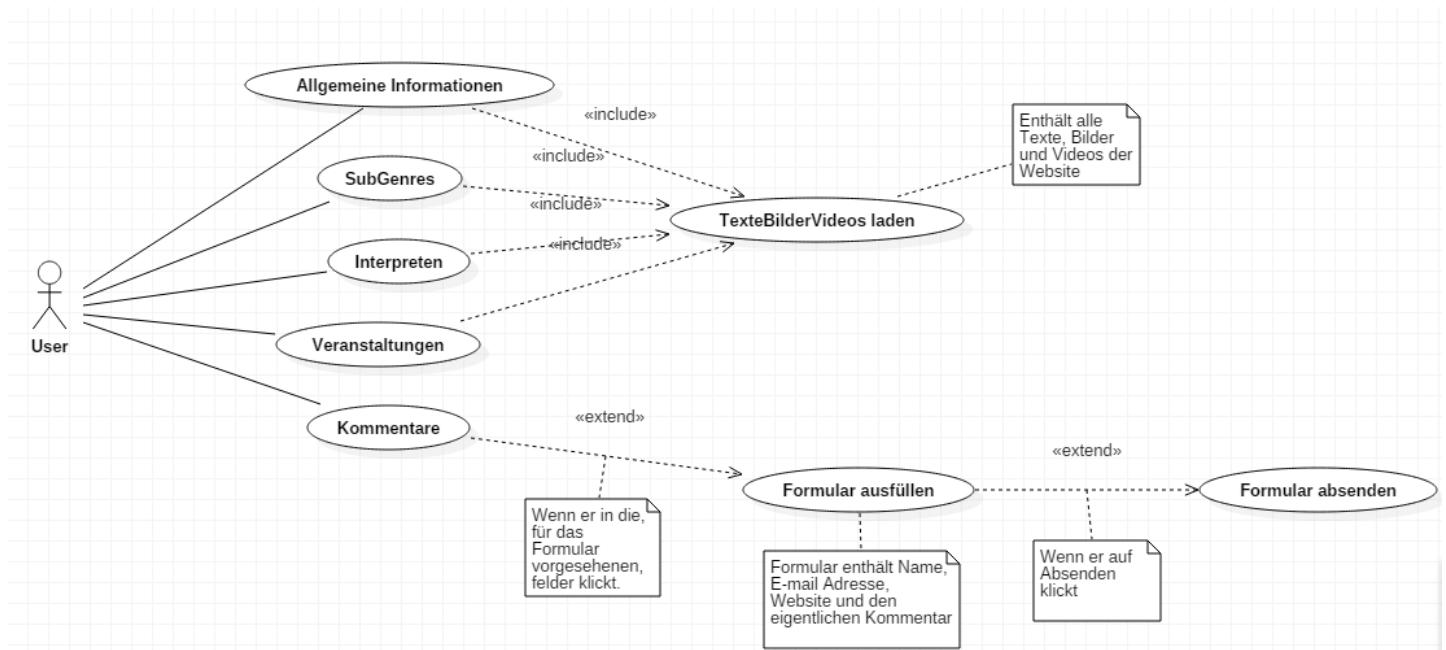 Allgemeine Informationen
«include»
Enthält alle
Texte, Bilder
und Videos der
Website
«include»
SubGenres
«include»
TexteBilderVideos laden
«include»
Interpreten
User
Veranstaltungen
«extend»
Kommentare
«extend»
Formular ausfüllen
Formular absenden
Wenn er in die,
für das
Formular
vorgesehenen,
felder klickt.
Formular enthält Name,
E-mail Adresse,
Website und den
eigentlichen Kommentar
Wenn er auf
Absenden
klickt